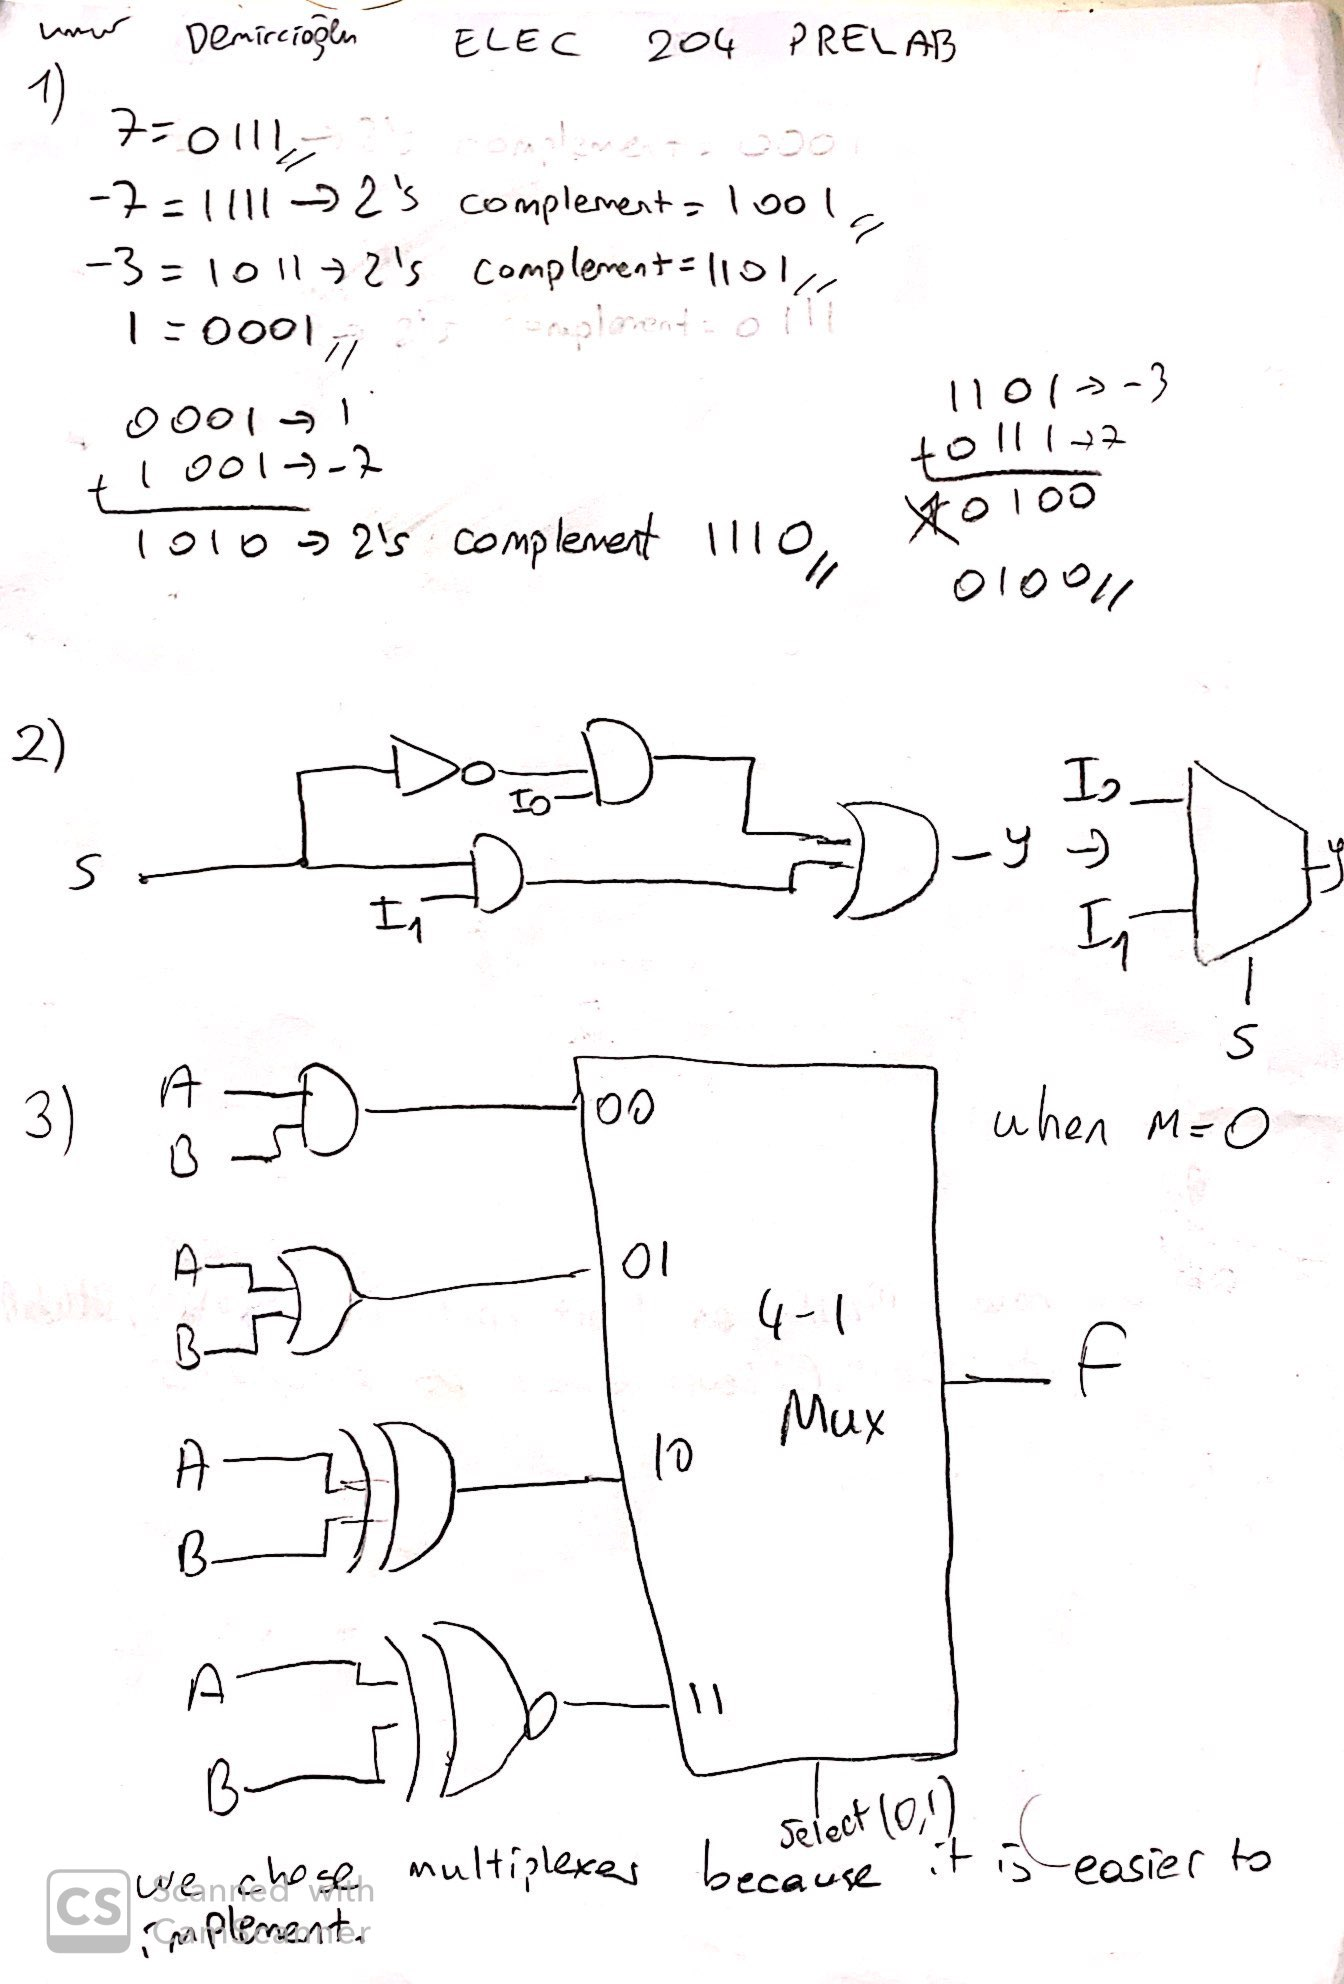 Demircioğlu ELEC 204 PRELAB
1)
7=0111
-7=1111→2's complement=1001
-3=1011→2's complement=1101
1=0001
0001→1
+1001→-7
1010→2's complement 1110
1101→-3
+0111→7
10100
0100
2)
S
I0
I1
y →
I0
I1
y
S
3)
A
B
00
when M=0
A
B
01
4-1
Mux
F
A
B
10
A
B
11
select (0,1)
we chose multiplexer because it is easier to
implement.
CS Scanned with
CamScanner